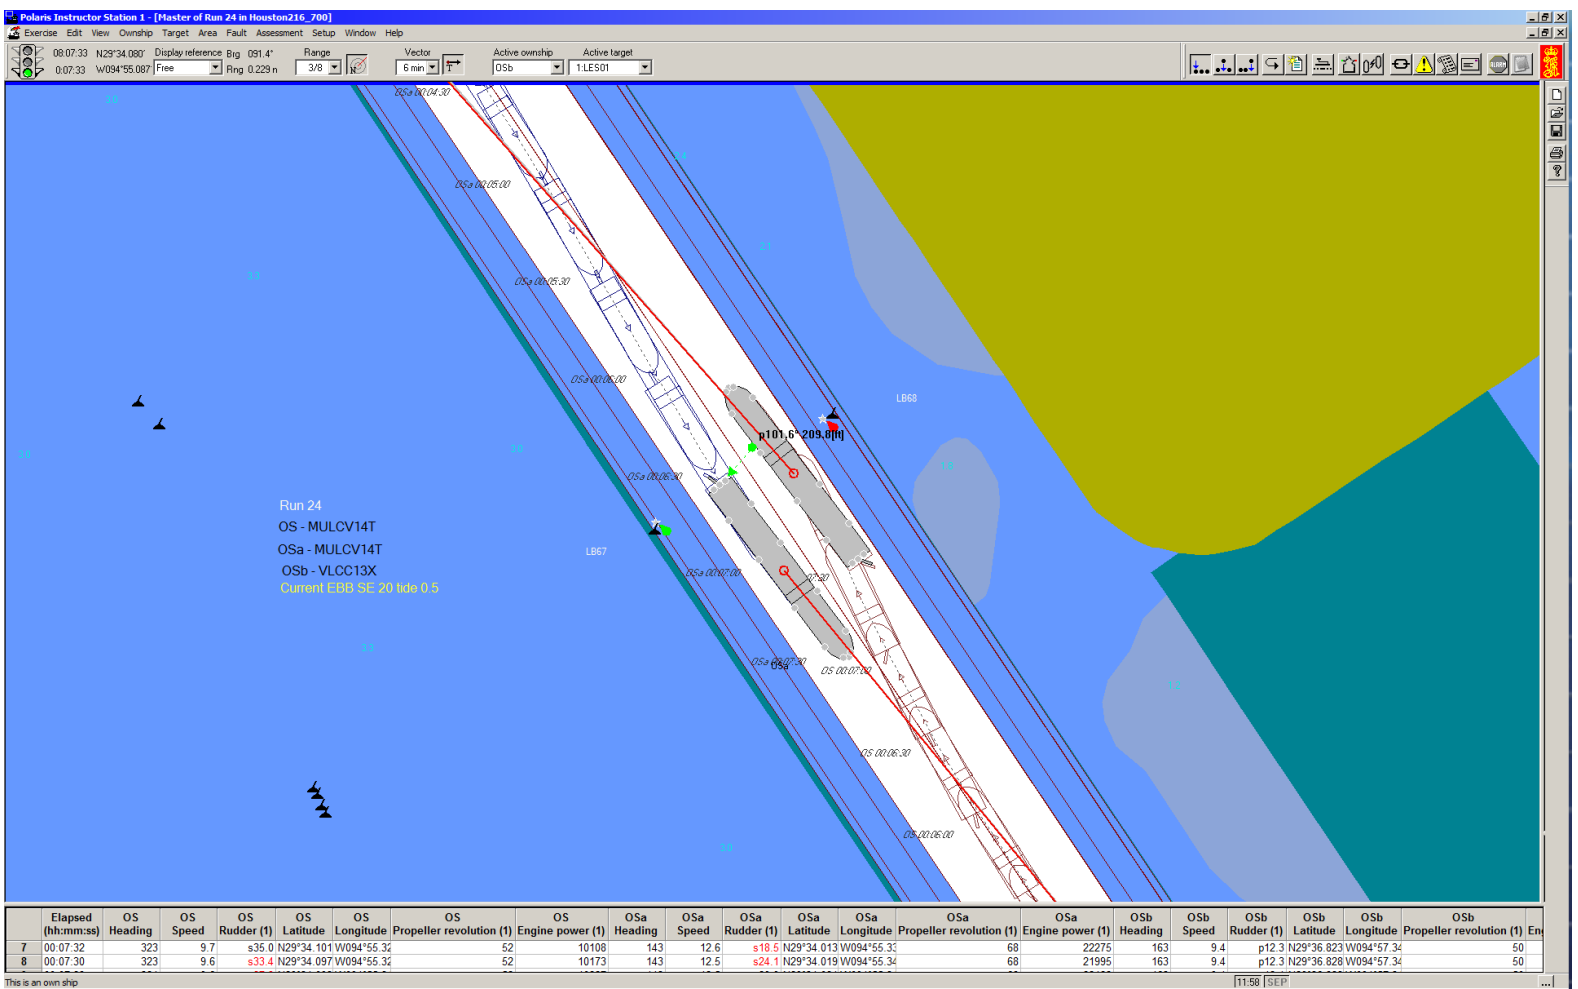 Polaris Instructor Station 1 - [Master of Run 24 in Houston216_700]
Exercise Edit View Ownship Target Area Fault Assessment Setup Window Help
08:07:33 N29°34.080' Display reference Brg 091.4° Range Vector Active ownship Active target
0:07:33 W094°55.087' Free Rng 0.229 n 3/8 6 min OSb 1:LES01
OSa 00:04:30
OSa 00:05:00
OSa 00:05:30
OSa 00:06:00
LB68
p101.6° 209.8[ft]
OSa 00:06:30
Run 24
OS - MULCV14T
LB67
OSa - MULCV14T
OSb - VLCC13X
OSa 00:07:00
07:30
Current EBB SE 20 tide 0.5
OSa 00:07:30
OSa
OS 00:07:00
OS 00:06:30
OS 00:06:00
Elapsed (hh:mm:ss) OS Heading OS Speed OS Rudder (1) OS Latitude OS Longitude OS Propeller revolution (1) OS Engine power (1) OSa Heading OSa Speed OSa Rudder (1) OSa Latitude OSa Longitude OSa Propeller revolution (1) OSa Engine power (1) OSb Heading OSb Speed OSb Rudder (1) OSb Latitude OSb Longitude OSb Propeller revolution (1)
7 00:07:32 323 9.7 s35.0 N29°34.101 W094°55.32 52 10108 143 12.6 s18.5 N29°34.013 W094°55.33 68 22275 163 9.4 p12.3 N29°36.823 W094°57.34 50
8 00:07:30 323 9.6 s33.4 N29°34.097 W094°55.32 52 10173 143 12.5 s24.1 N29°34.019 W094°55.34 68 21995 163 9.4 p12.3 N29°36.828 W094°57.34 50
This is an own ship 11:58 SEP